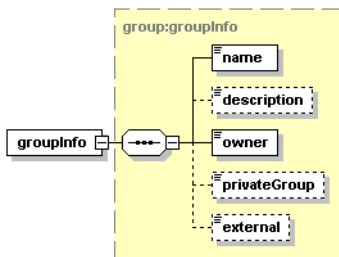 group:groupInfo
name
description
groupInfo
owner
privateGroup
external